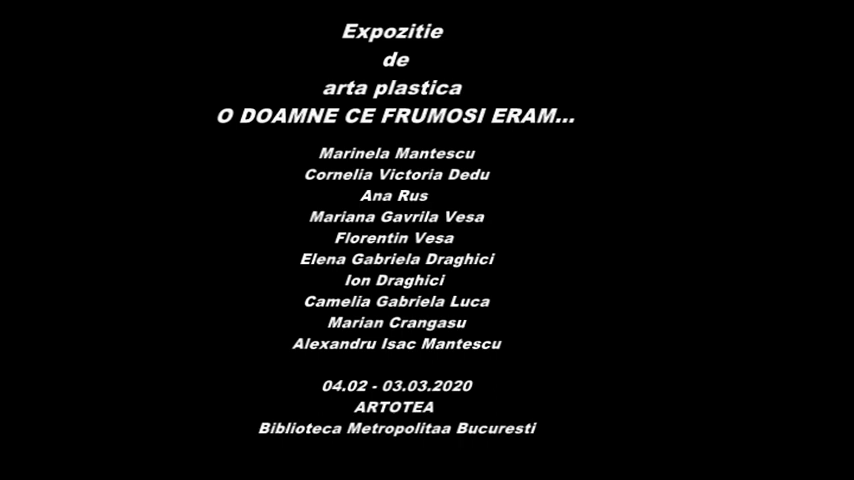 Expozitie
de
arta plastica
O DOAMNE CE FRUMOSI ERAM...
Marinela Mantescu
Cornelia Victoria Dedu
Ana Rus
Mariana Gavrila Vesa
Florentin Vesa
Elena Gabriela Draghici
Ion Draghici
Camelia Gabriela Luca
Marian Crangasu
Alexandru Isac Mantescu
04.02 - 03.03.2020
ARTOTEA
Biblioteca Metropolitaa Bucuresti